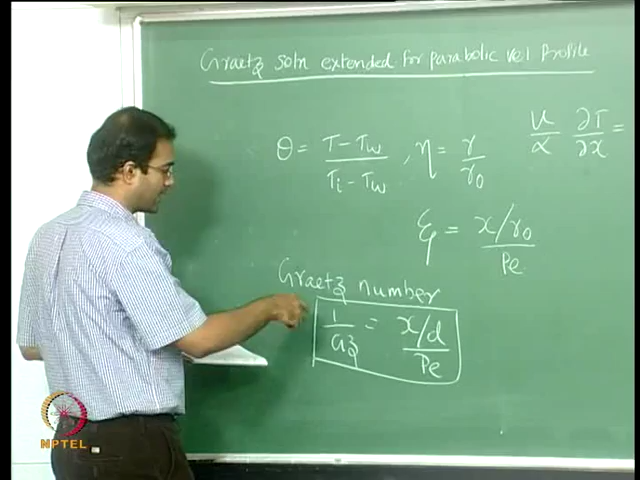 Graetz soln extended for parabolic vel profile
θ = (T - Tw)/(Ti - Tw), η = r/r₀
u/α ∂T/∂x =
ξ = (x/r₀)/Pe
Graetz number
1/Gz = (x/d)/Pe
NPTEL